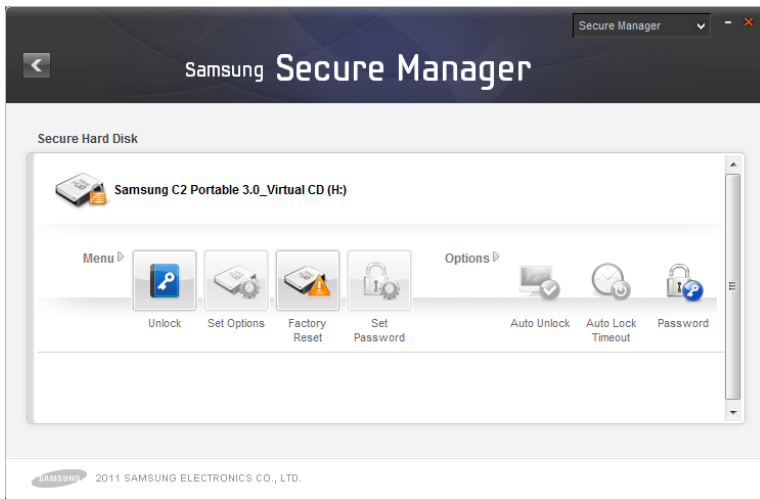 Secure Manager
Samsung Secure Manager
Secure Hard Disk
Samsung C2 Portable 3.0_Virtual CD (H:)
Menu
Unlock
Set Options
Factory
Reset
Set
Password
Options
Auto Unlock
Auto Lock
Timeout
Password
SAMSUNG 2011 SAMSUNG ELECTRONICS CO., LTD.